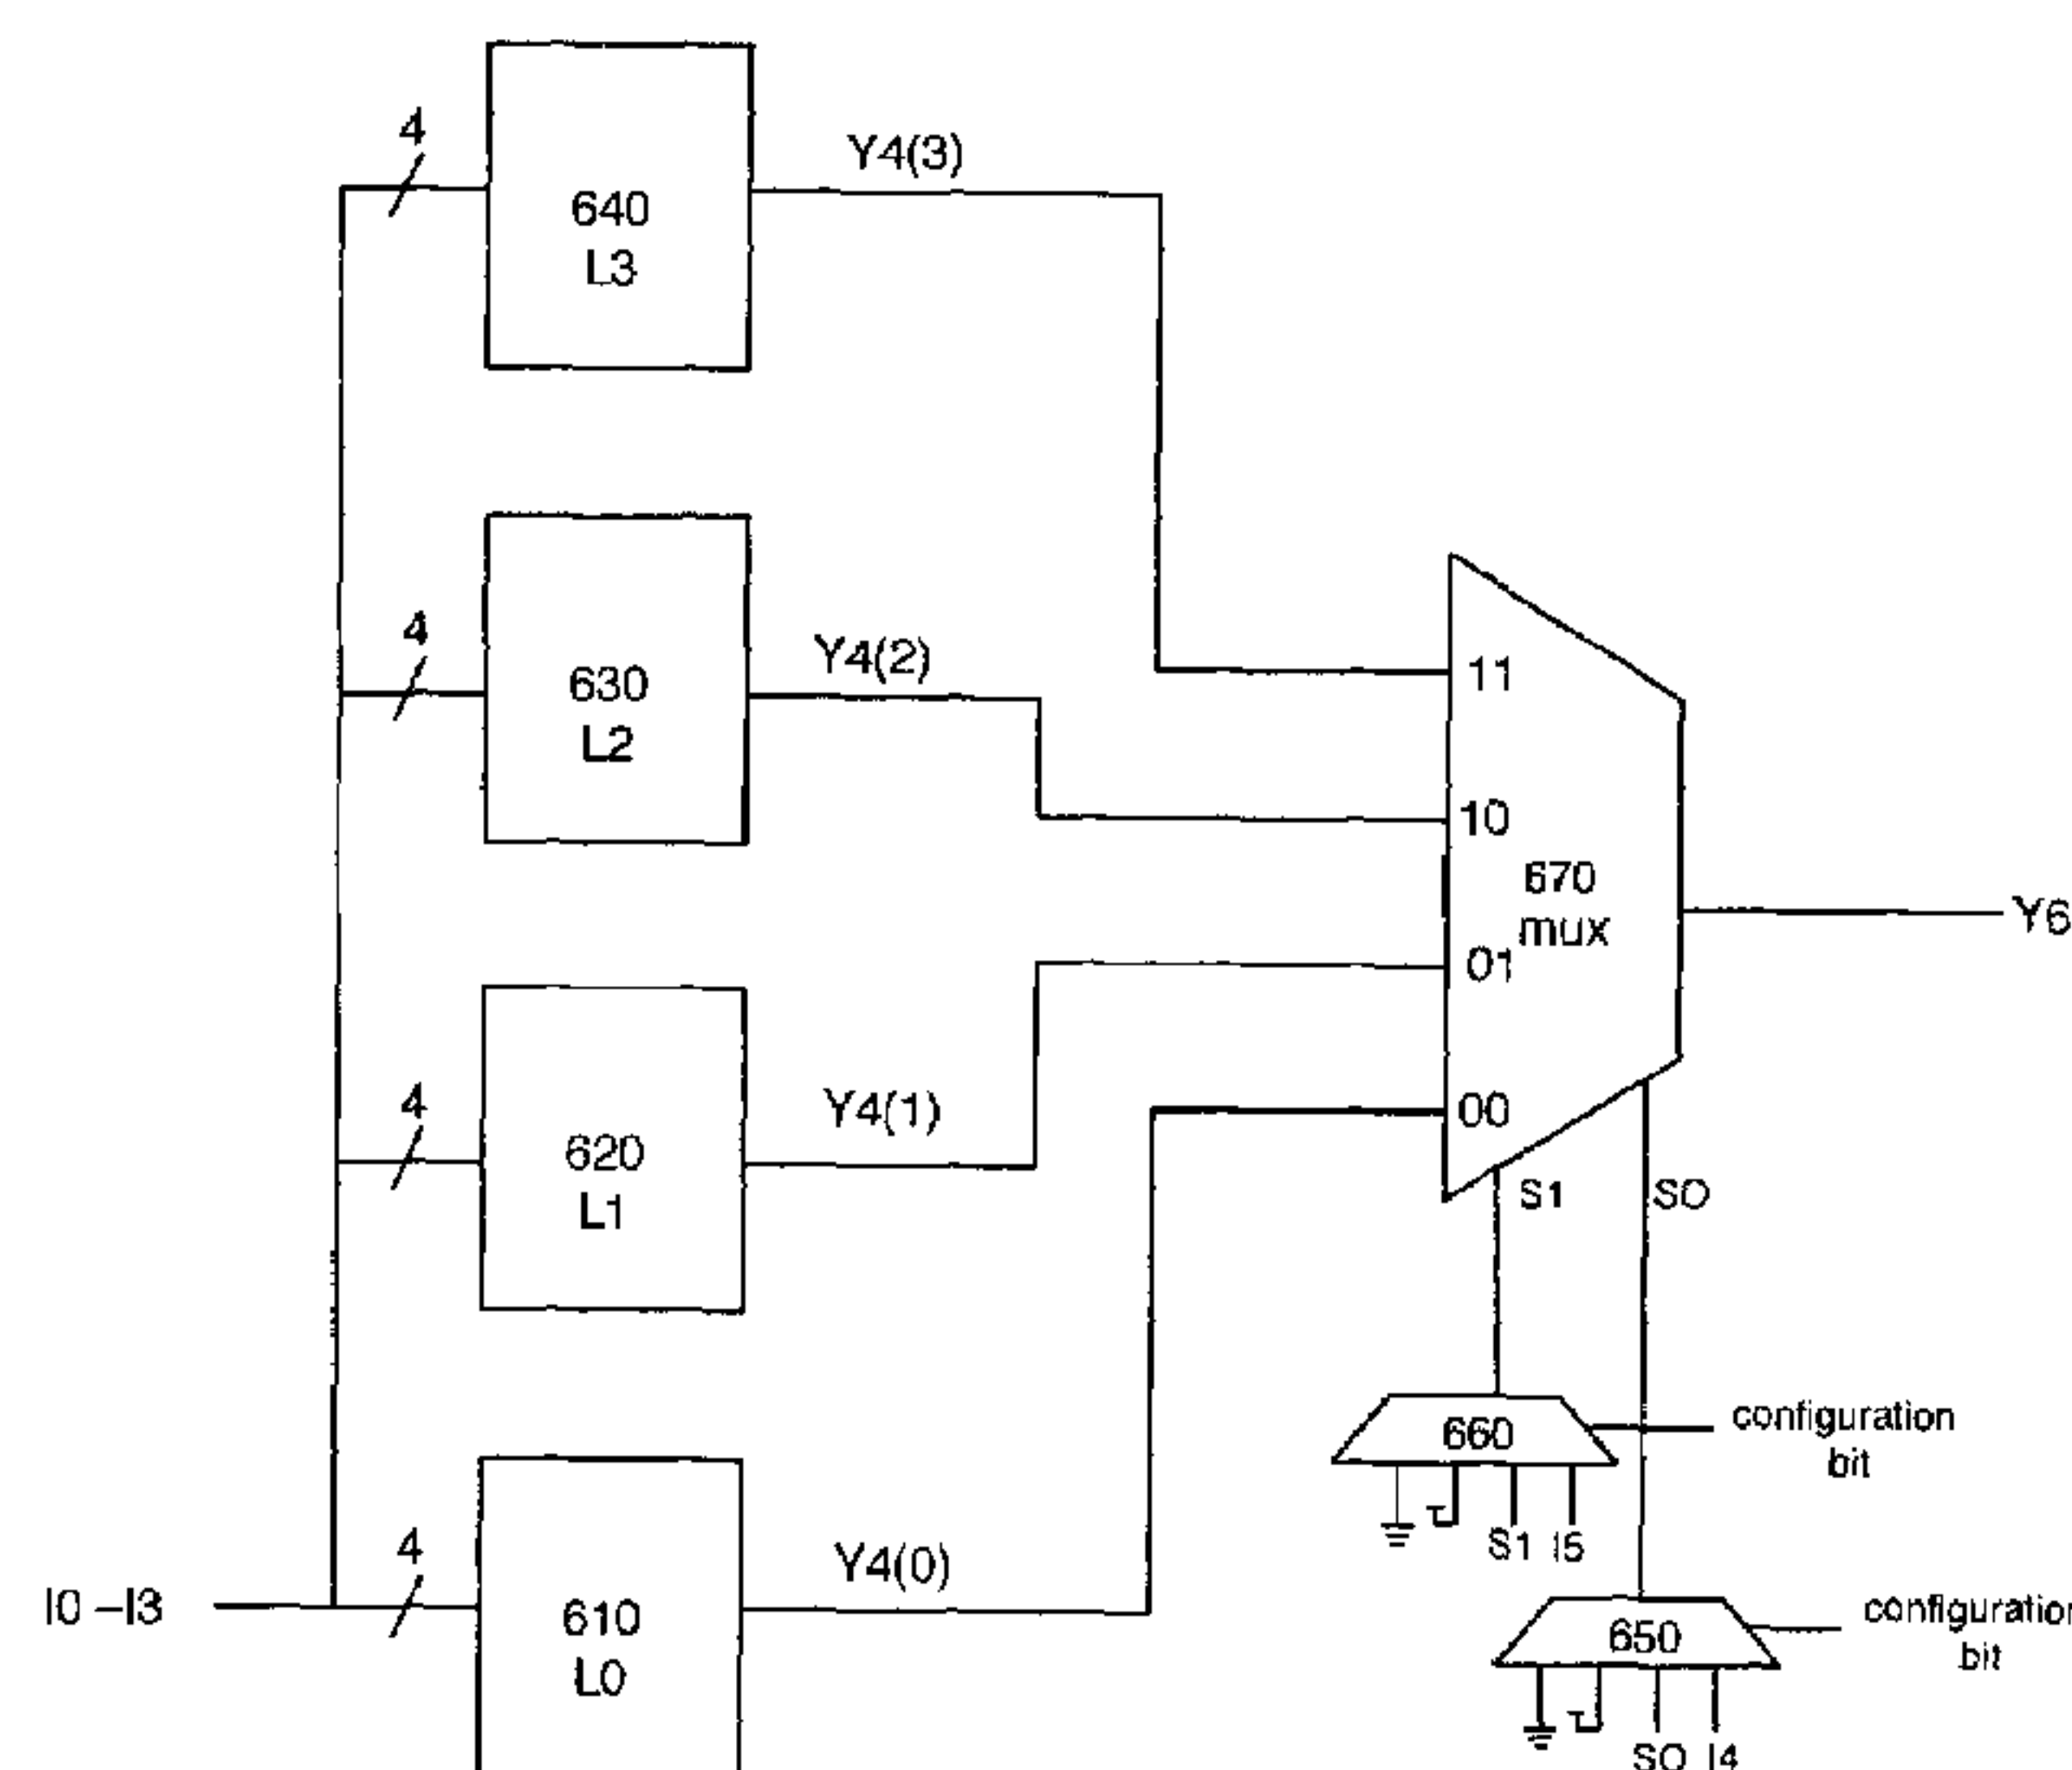 4
Y4(3)
640
L3
4
Y4(2)
630
L2
11
10
670
mux
Y6
01
4
Y4(1)
620
L1
00
S1
SO
660
configuration
bit
S1 I5
4
Y4(0)
I0 –I3
610
L0
650
configuration
bit
SO I4